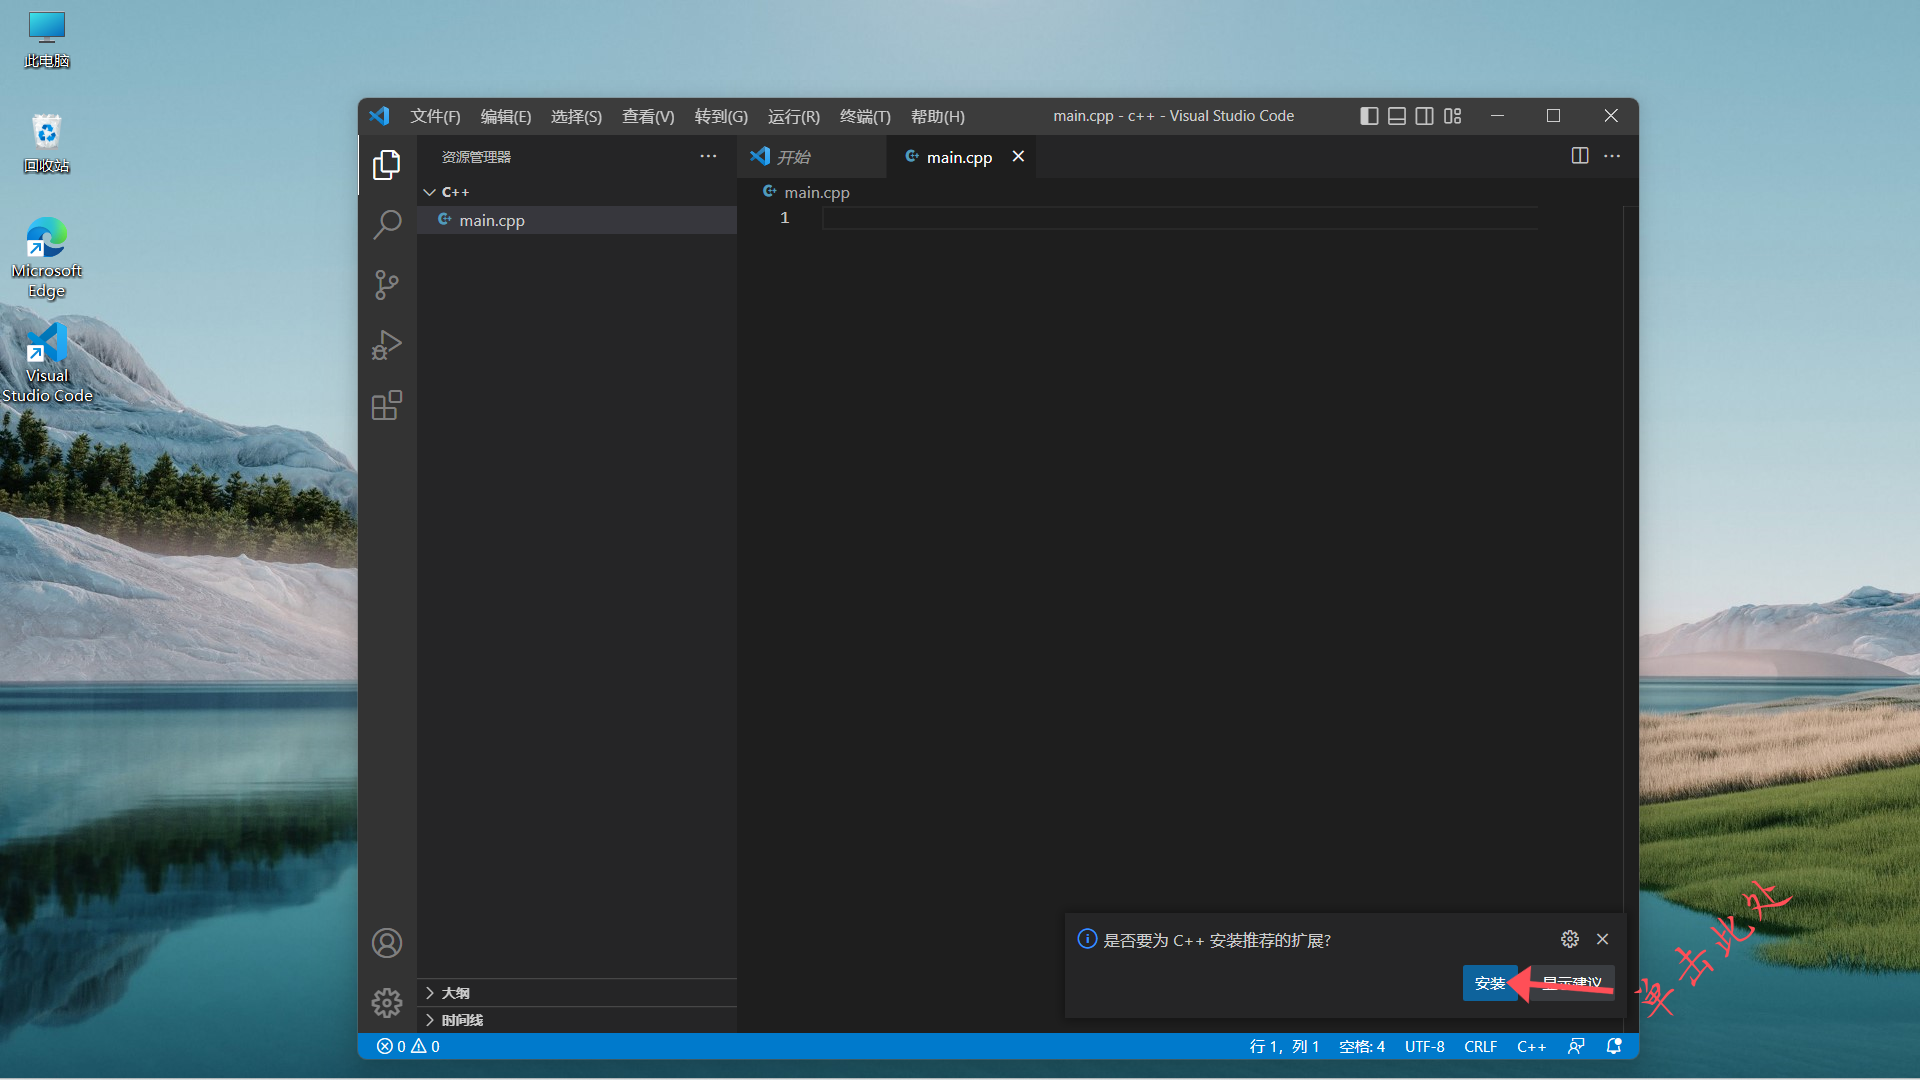 此电脑
回收站
Microsoft
Edge
Visual
Studio Code
文件(F) 编辑(E) 选择(S) 查看(V) 转到(G) 运行(R) 终端(T) 帮助(H) main.cpp - c++ - Visual Studio Code
资源管理器
开始 main.cpp
C++
main.cpp
main.cpp
1
是否要为 C++ 安装推荐的扩展?
安装 显示建议
单击此处
大纲
时间线
0 0 行 1，列 1 空格: 4 UTF-8 CRLF C++